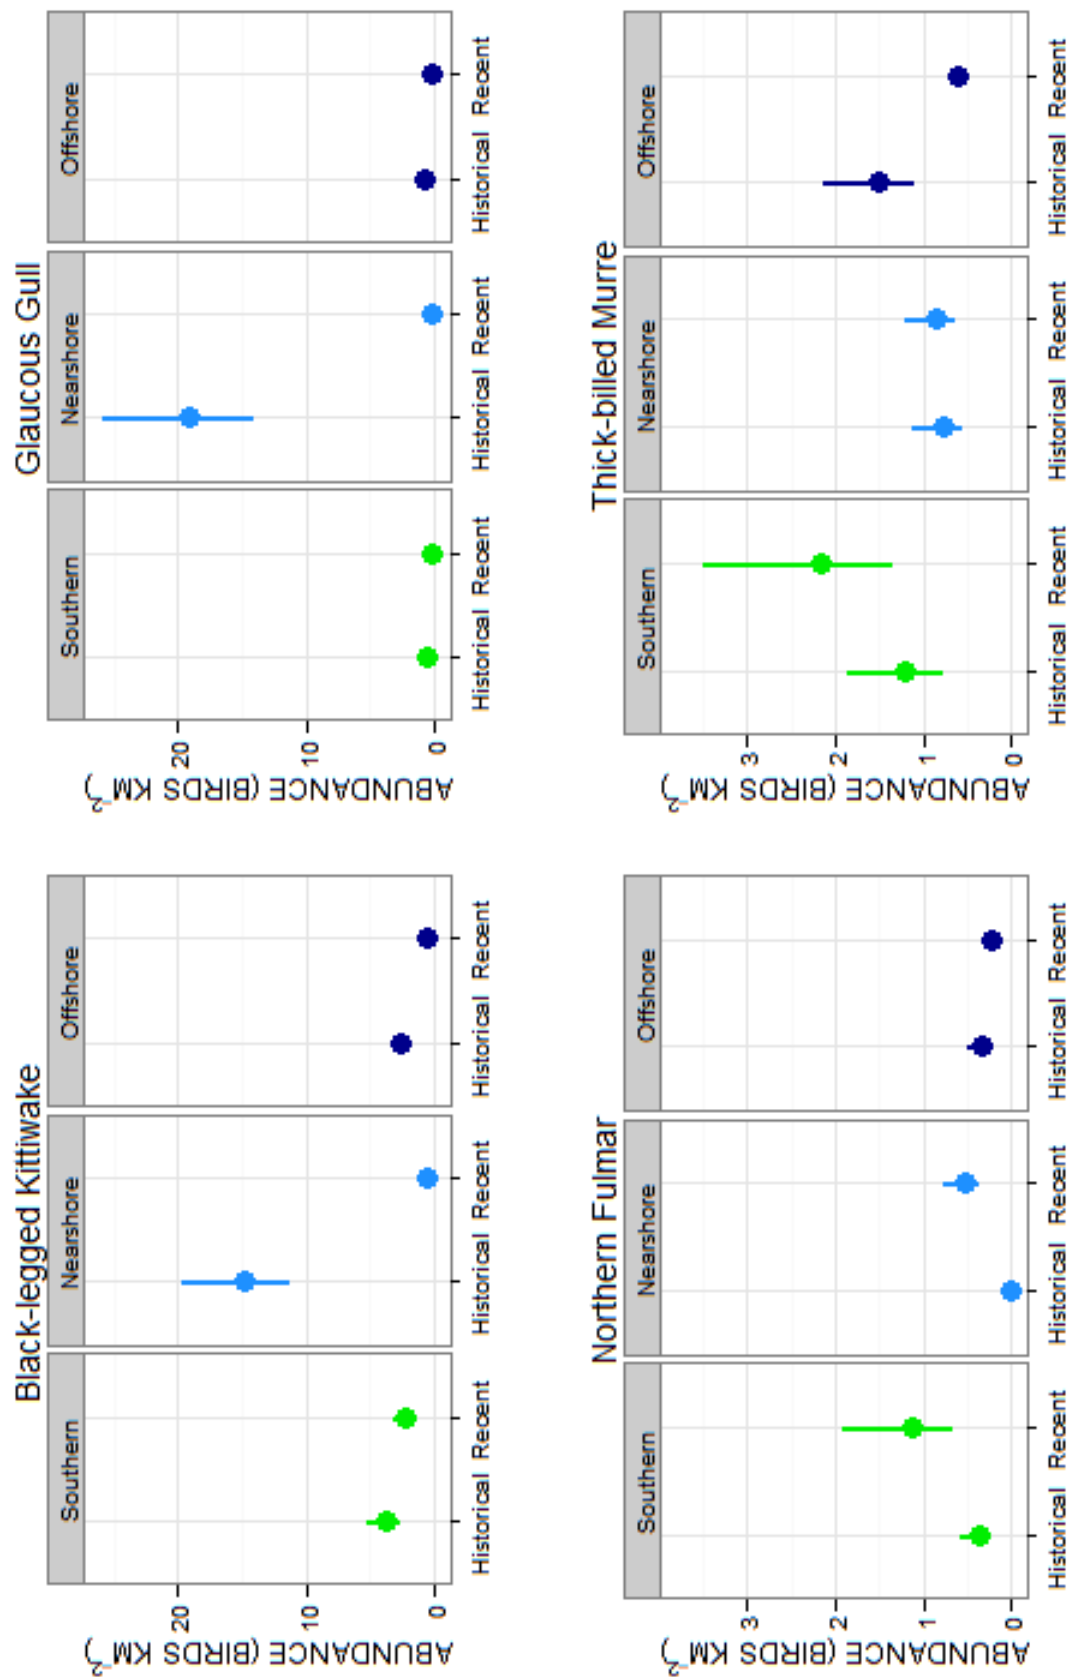 Black-legged Kittiwake
Southern
Nearshore
Offshore
ABUNDANCE (BIRDS KM⁻²)
20
10
0
Historical Recent
Historical Recent
Historical Recent
Glaucous Gull
Southern
Nearshore
Offshore
ABUNDANCE (BIRDS KM⁻²)
20
10
0
Historical Recent
Historical Recent
Historical Recent
Northern Fulmar
Southern
Nearshore
Offshore
ABUNDANCE (BIRDS KM⁻²)
3
2
1
0
Historical Recent
Historical Recent
Historical Recent
Thick-billed Murre
Southern
Nearshore
Offshore
ABUNDANCE (BIRDS KM⁻²)
3
2
1
0
Historical Recent
Historical Recent
Historical Recent